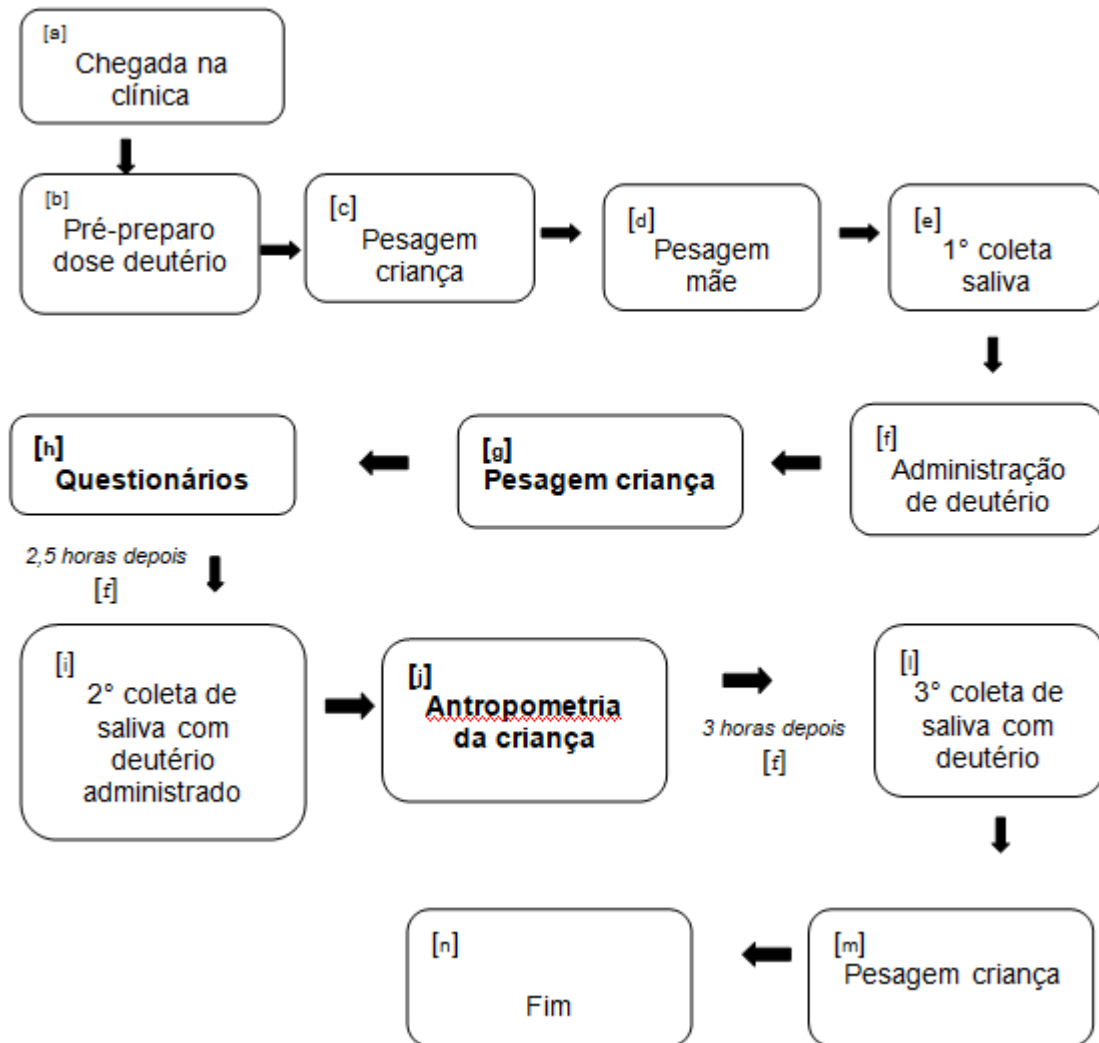 [a]
Chegada na
clínica
[b]
Pré-preparo
dose deutério
[c]
Pesagem
criança
[d]
Pesagem
mãe
[e]
1° coleta
saliva
[f]
Administração
de deutério
[g]
Pesagem criança
[h]
Questionários
2,5 horas depois
[f]
[i]
2° coleta de
saliva com
deutério
administrado
[j]
Antropometria
da criança
3 horas depois
[f]
[l]
3° coleta de
saliva com
deutério
[m]
Pesagem criança
[n]
Fim